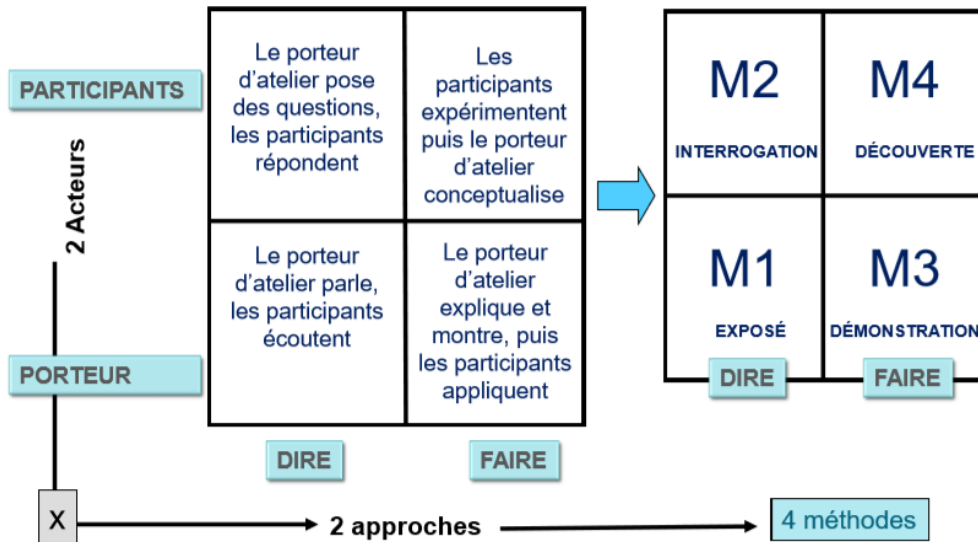 PARTICIPANTS
2 Acteurs
PORTEUR
X
Le porteur
d'atelier pose
des questions,
les participants
répondent
Les
participants
expérimentent
puis le porteur
d'atelier
conceptualise
Le porteur
d'atelier parle,
les participants
écoutent
Le porteur
d'atelier
explique et
montre, puis
les participants
appliquent
DIRE
FAIRE
M2
INTERROGATION
M4
DÉCOUVERTE
M1
EXPOSÉ
M3
DÉMONSTRATION
DIRE
FAIRE
2 approches
4 méthodes